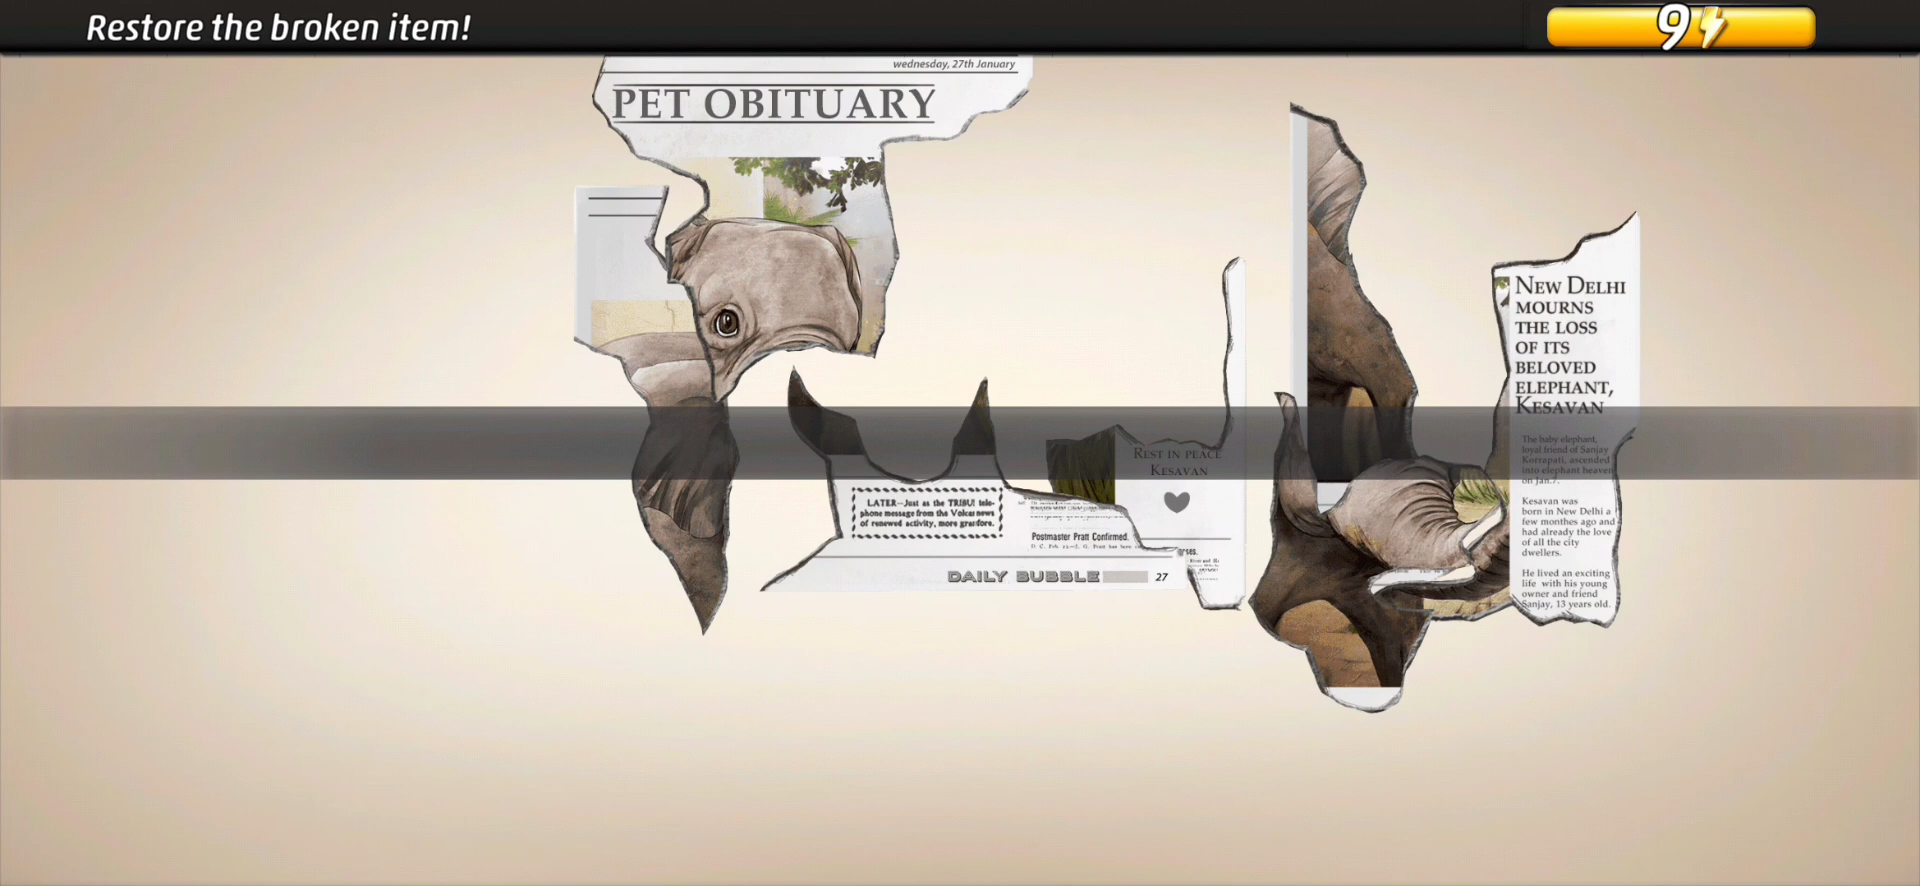 Restore the broken item!
9
wednesday, 27th January
PET OBITUARY
NEW DELHI
MOURNS
THE LOSS
OF ITS
BELOVED
ELEPHANT,
KESAVAN
The baby elephant,
loyal friend of Sanjay
Korrapati, ascended
into elephant heaven
on Jan.7.
Kesavan was
born in New Delhi a
few monthes ago and
had already the love
of all the city
dwellers.
He lived an exciting
life with his young
owner and friend
Sanjay, 13 years old.
REST IN PEACE
KESAVAN
LATER—Just as the TRIBU! tele-
phone message from the Volcat news
of renewed activity, more granfore.
Postmaster Pratt Confirmed.
DAILY BUBBLE
27